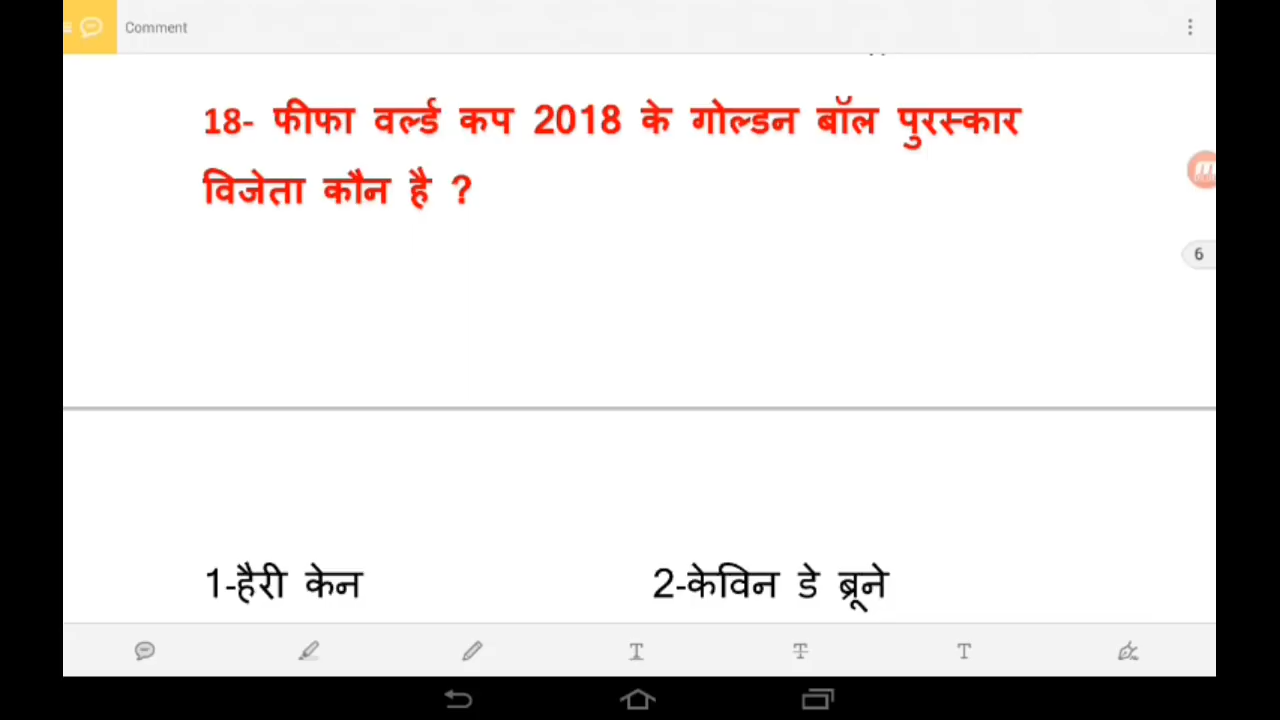 Comment
18- फीफा वर्ल्ड कप 2018 के गोल्डन बॉल पुरस्कार
विजेता कौन है ?
6
1-हैरी केन 2-केविन डे ब्रूने
T T T